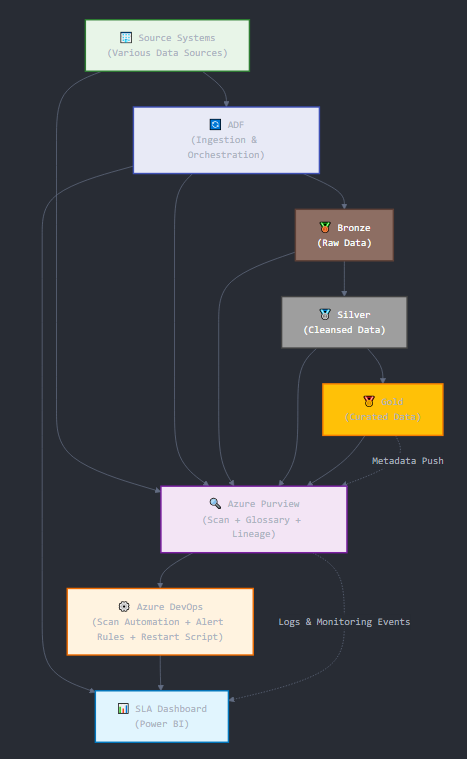 Source Systems
(Various Data Sources)
ADF
(Ingestion &
Orchestration)
Bronze
(Raw Data)
Silver
(Cleansed Data)
Gold
(Curated Data)
Metadata Push
Azure Purview
(Scan + Glossary +
Lineage)
Azure DevOps
(Scan Automation + Alert
Rules + Restart Script)
Logs & Monitoring Events
SLA Dashboard
(Power BI)